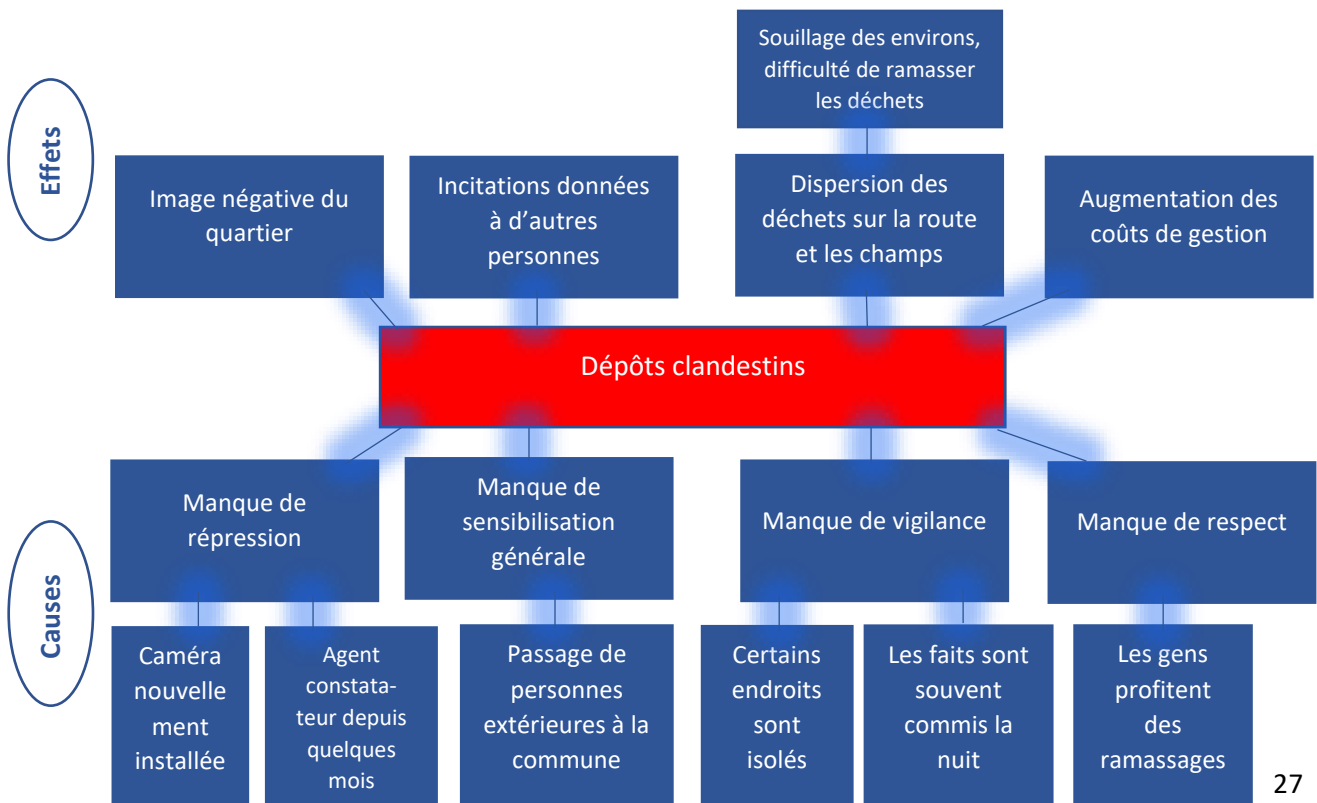 Effets
Souillage des environs,
difficulté de ramasser
les déchets
Image négative du
quartier
Incitations données
à d'autres
personnes
Dispersion des
déchets sur la route
et les champs
Augmentation des
coûts de gestion
Dépôts clandestins
Causes
Manque de
répression
Manque de
sensibilisation
générale
Manque de vigilance
Manque de respect
Caméra
nouvelle
ment
installée
Agent
constata-
teur depuis
quelques
mois
Passage de
personnes
extérieures à la
commune
Certains
endroits
sont
isolés
Les faits sont
souvent
commis la
nuit
Les gens
profitent
des
ramassages
27